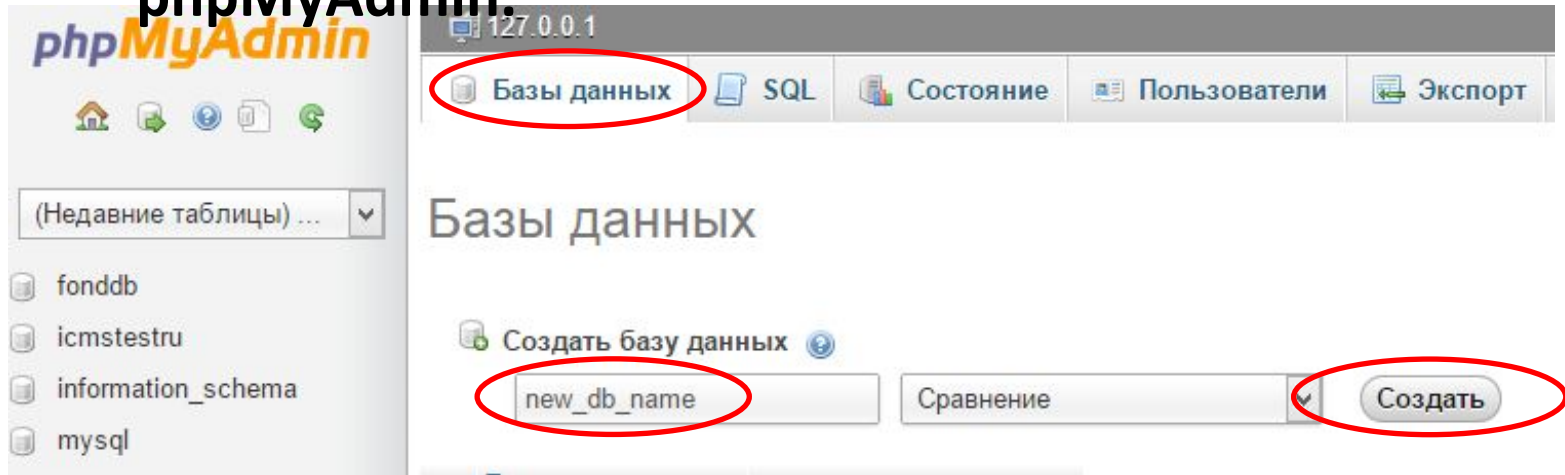 phpMyAdmin.
phpMyAdmin
127.0.0.1
Базы данных SQL Состояние Пользователи Экспорт
(Недавние таблицы) ...
fonddb
icmstestru
information_schema
mysql
Базы данных
Создать базу данных
new_db_name Сравнение Создать